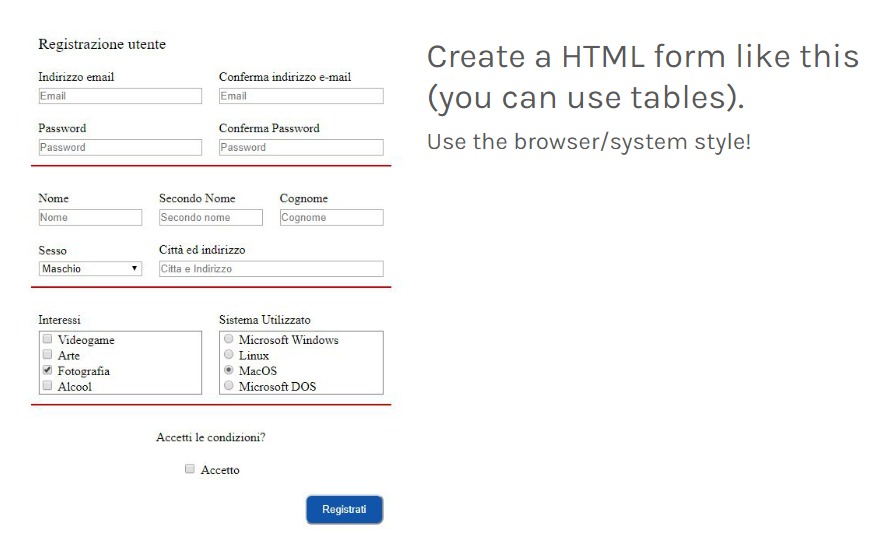 Registrazione utente
Indirizzo email
Conferma indirizzo e-mail
Email
Email
Password
Conferma Password
Password
Password
Nome
Secondo Nome
Cognome
Nome
Secondo nome
Cognome
Sesso
Città ed indirizzo
Maschio
Citta e Indirizzo
Interessi
Sistema Utilizzato
Videogame
Arte
Fotografia
Alcool
Microsoft Windows
Linux
MacOS
Microsoft DOS
Accetti le condizioni?
Accetto
Registrati
Create a HTML form like this
(you can use tables).
Use the browser/system style!